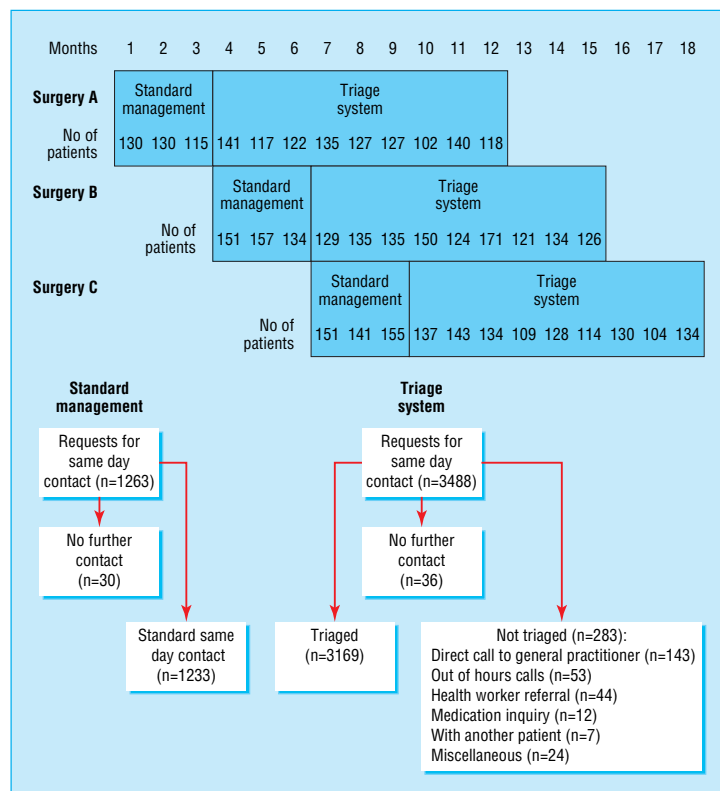 Months 1 2 3 4 5 6 7 8 9 10 11 12 13 14 15 16 17 18
Surgery A
Standard
management
Triage
system
No of
patients
130 130 115 141 117 122 135 127 127 102 140 118
Surgery B
Standard
management
Triage
system
No of
patients
151 157 134 129 135 135 150 124 171 121 134 126
Surgery C
Standard
management
Triage
system
No of
patients
151 141 155 137 143 134 109 128 114 130 104 134
Standard
management
Requests for
same day
contact (n=1263)
No further
contact
(n=30)
Standard same
day contact
(n=1233)
Triage
system
Requests for
same day
contact (n=3488)
No further
contact
(n=36)
Triaged
(n=3169)
Not triaged (n=283):
Direct call to general practitioner (n=143)
Out of hours calls (n=53)
Health worker referral (n=44)
Medication inquiry (n=12)
With another patient (n=7)
Miscellaneous (n=24)